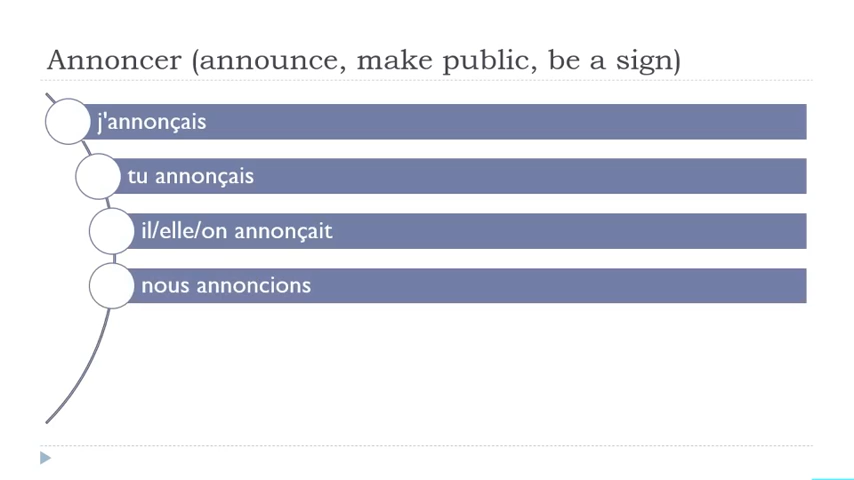 Annoncer (announce, make public, be a sign)
j'annonçais
tu annonçais
il/elle/on annonçait
nous annoncions